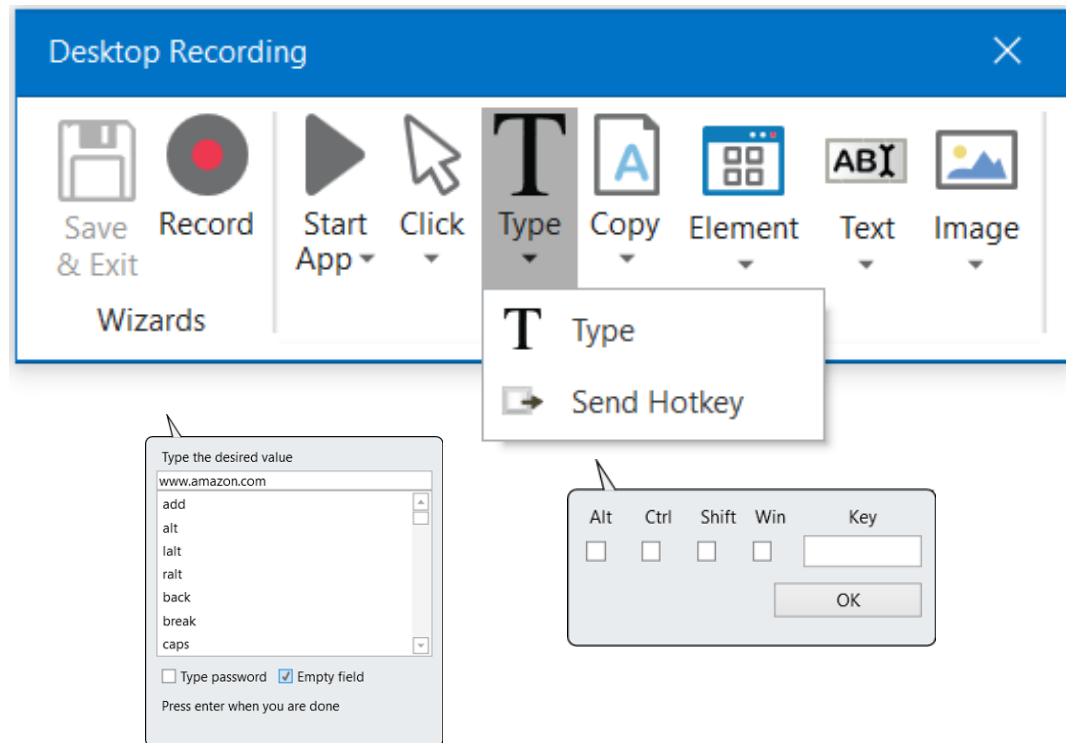 Desktop Recording
Save & Exit
Record
Start App
Click
T
Type
A
Copy
Element
ABI
Text
Image
Wizards
T Type
Send Hotkey
Type the desired value
www.amazon.com
add
alt
lalt
ralt
back
break
caps
Type password Empty field
Press enter when you are done
Alt Ctrl Shift Win Key
OK